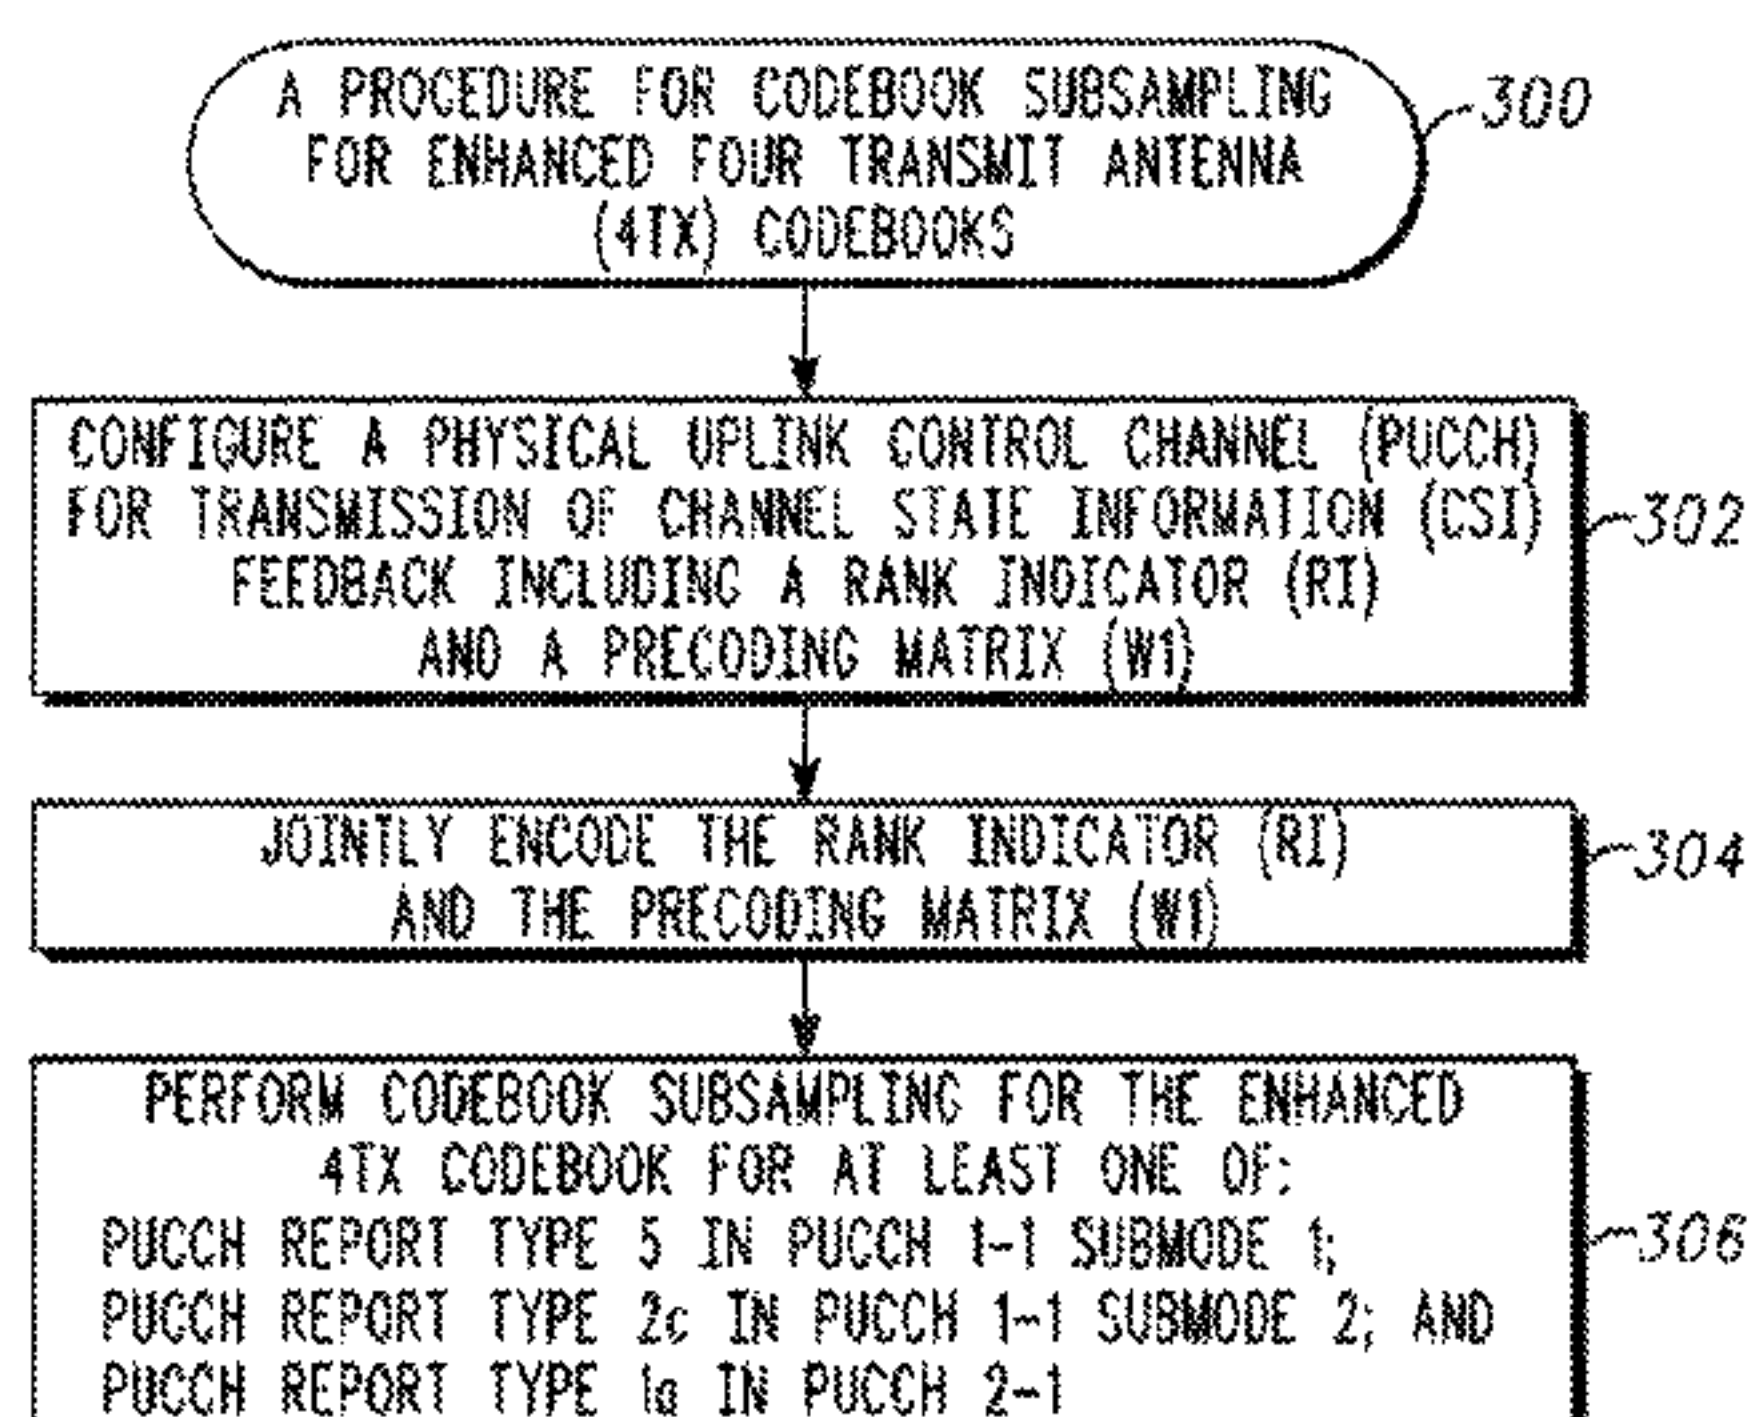 A PROCEDURE FOR CODEBOOK SUBSAMPLING
FOR ENHANCED FOUR TRANSMIT ANTENNA
(4TX) CODEBOOKS
300
CONFIGURE A PHYSICAL UPLINK CONTROL CHANNEL (PUCCH)
FOR TRANSMISSION OF CHANNEL STATE INFORMATION (CSI)
FEEDBACK INCLUDING A RANK INDICATOR (RI)
AND A PRECODING MATRIX (W1)
302
JOINTLY ENCODE THE RANK INDICATOR (RI)
AND THE PRECODING MATRIX (W1)
304
PERFORM CODEBOOK SUBSAMPLING FOR THE ENHANCED
4TX CODEBOOK FOR AT LEAST ONE OF:
PUCCH REPORT TYPE 5 IN PUCCH 1-1 SUBMODE 1;
PUCCH REPORT TYPE 2c IN PUCCH 1-1 SUBMODE 2; AND
PUCCH REPORT TYPE 1a IN PUCCH 2-1
306